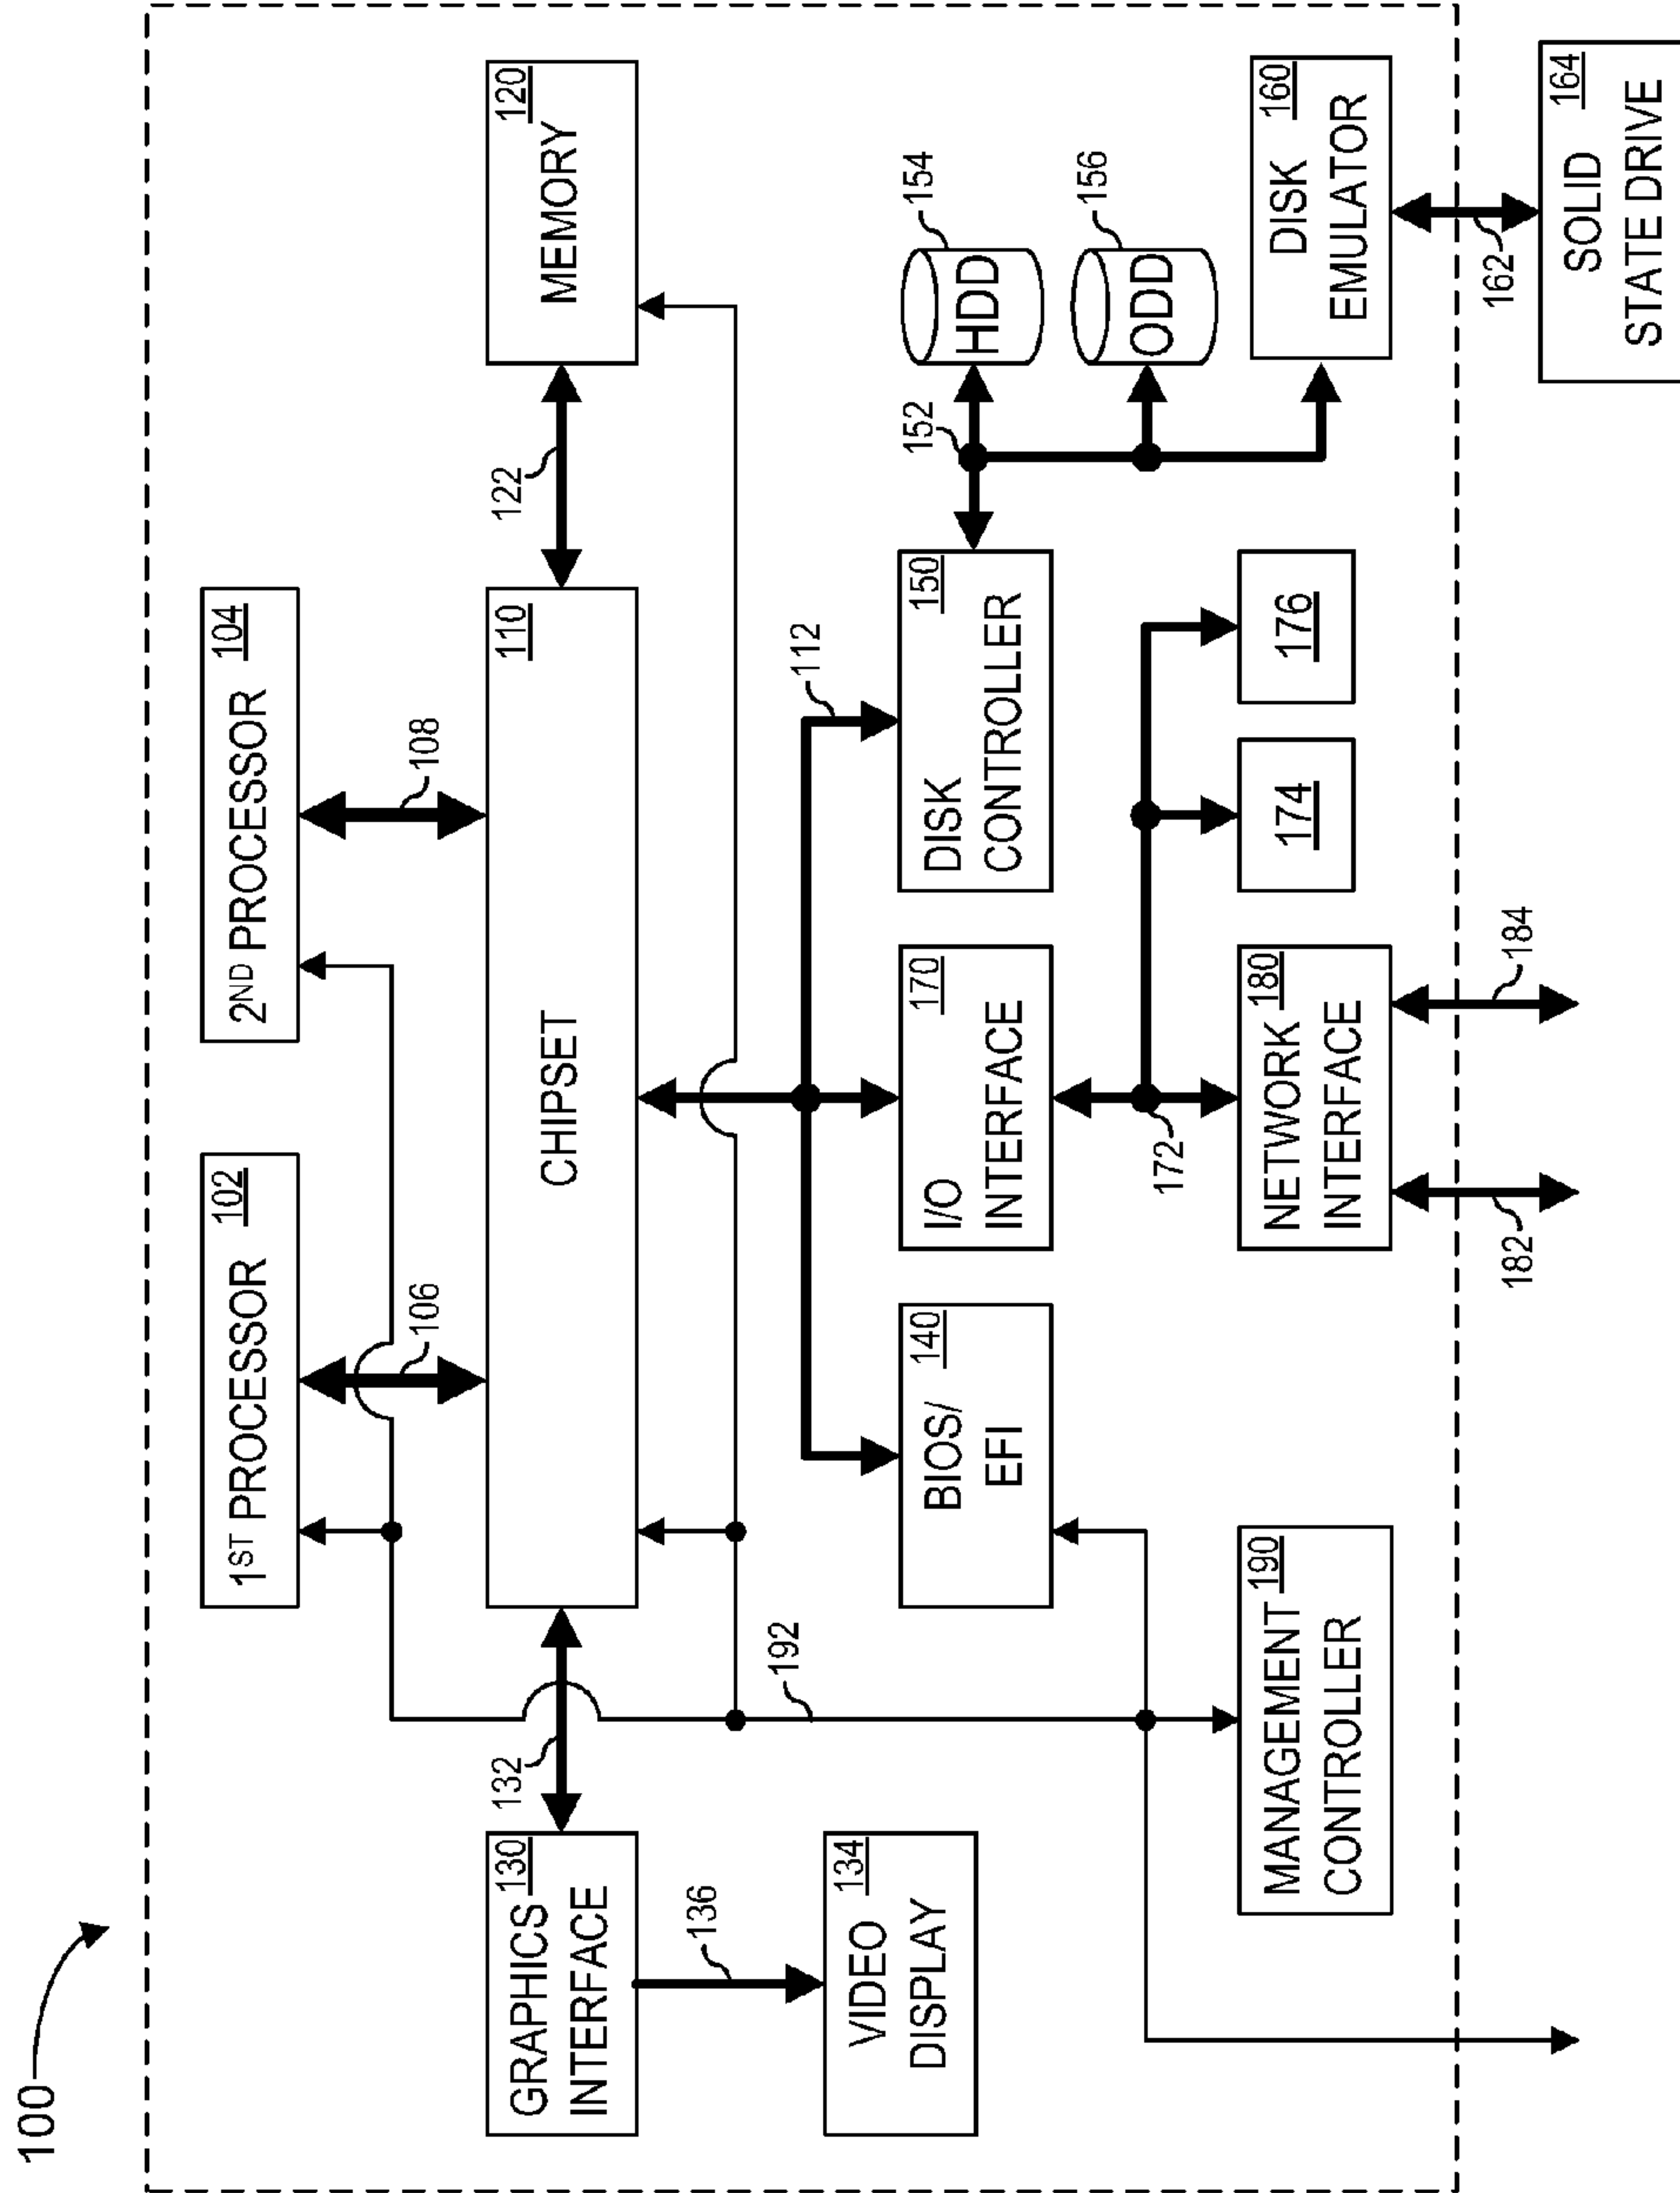 100
1ST PROCESSOR 102
2ND PROCESSOR 104
106
108
GRAPHICS 130
INTERFACE
132
CHIPSET
110
122
MEMORY 120
136
VIDEO 134
DISPLAY
192
112
BIOS/ 140
EFI
I/O 170
INTERFACE
DISK 150
CONTROLLER
152
HDD
154
ODD
156
172
MANAGEMENT 190
CONTROLLER
NETWORK 180
INTERFACE
174
176
DISK 160
EMULATOR
182
184
162
SOLID 164
STATE DRIVE